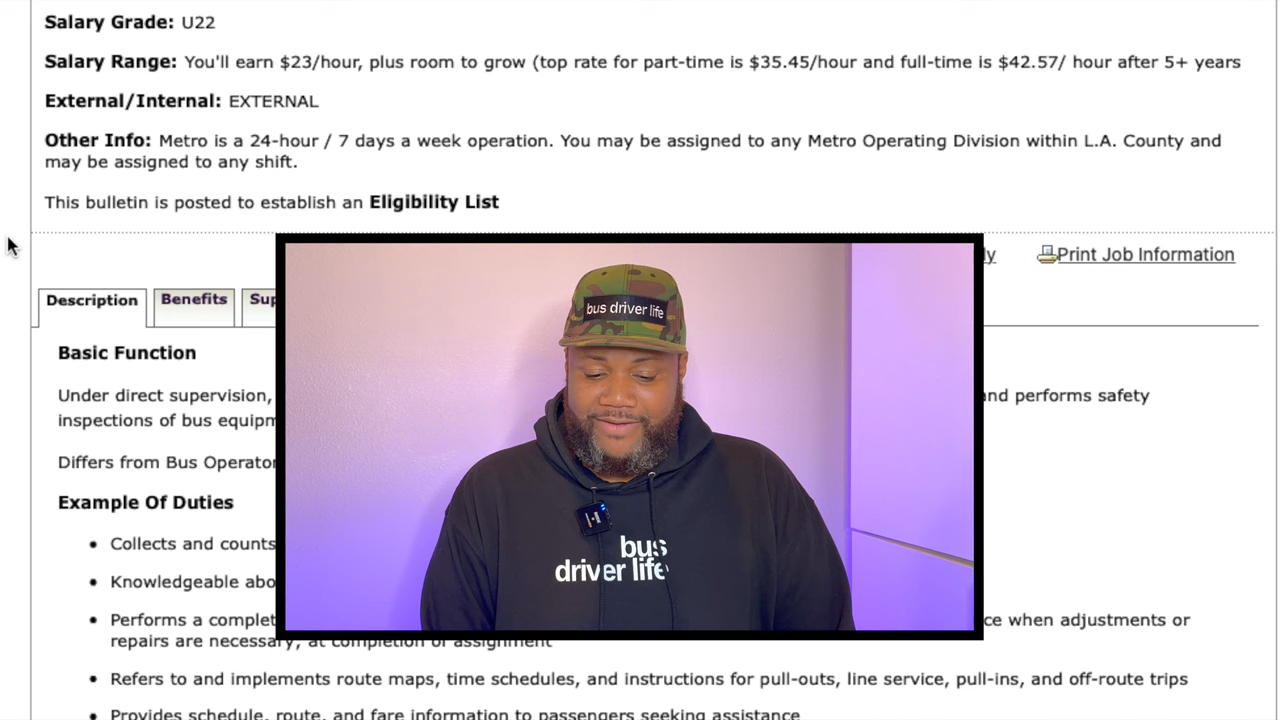 Salary Grade: U22
Salary Range: You'll earn $23/hour, plus room to grow (top rate for part-time is $35.45/hour and full-time is $42.57/ hour after 5+ years
External/Internal: EXTERNAL
Other Info: Metro is a 24-hour / 7 days a week operation. You may be assigned to any Metro Operating Division within L.A. County and
may be assigned to any shift.
This bulletin is posted to establish an Eligibility List
Print Job Information
Description Benefits
Basic Function
Under direct supervision, and performs safety
inspections of bus
Differs from Bus Operator
Example Of Duties
• Collects and counts
• Knowledgeable
• Performs a when adjustments or
repairs are necessary, at completion of assignment
• Refers to and implements route maps, time schedules, and instructions for pull-outs, line service, pull-ins, and off-route trips
• Provides schedule, route, and fare information to passengers seeking assistance
bus driver life
bus
driver life